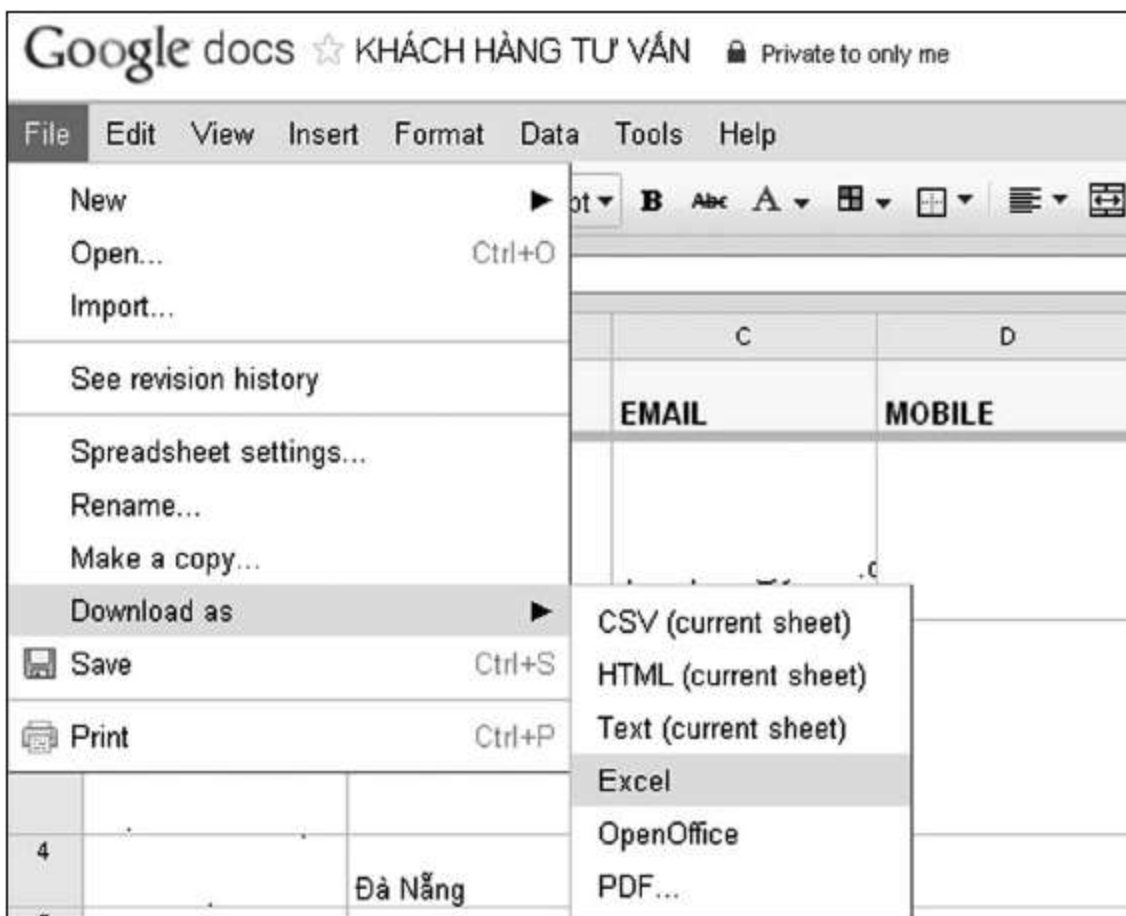 Google docs ☆ KHÁCH HÀNG TƯ VẤN Private to only me
File Edit View Insert Format Data Tools Help
New
Open... Ctrl+O
Import...
See revision history
Spreadsheet settings...
Rename...
Make a copy...
Download as
Save Ctrl+S
Print Ctrl+P
B Abc A
C D
EMAIL MOBILE
CSV (current sheet)
HTML (current sheet)
Text (current sheet)
Excel
OpenOffice
PDF...
4
Đà Nẵng